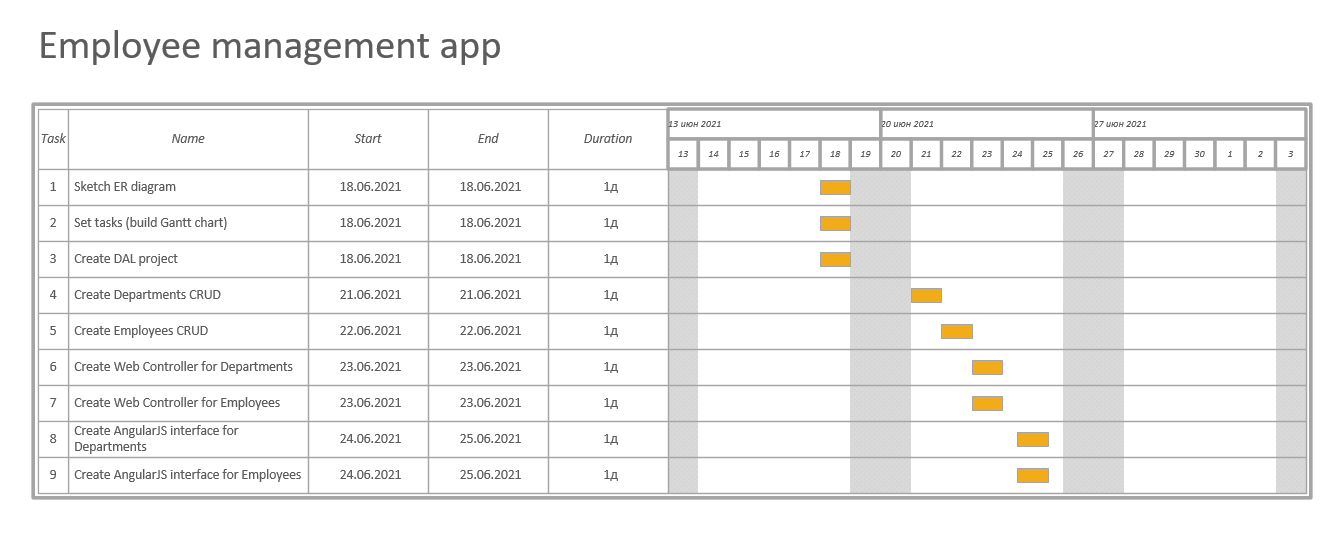 Employee management app
Task Name Start End Duration 13 июн 2021 20 июн 2021 27 июн 2021
13 14 15 16 17 18 19 20 21 22 23 24 25 26 27 28 29 30 1 2 3
1 Sketch ER diagram 18.06.2021 18.06.2021 1д
2 Set tasks (build Gantt chart) 18.06.2021 18.06.2021 1д
3 Create DAL project 18.06.2021 18.06.2021 1д
4 Create Departments CRUD 21.06.2021 21.06.2021 1д
5 Create Employees CRUD 22.06.2021 22.06.2021 1д
6 Create Web Controller for Departments 23.06.2021 23.06.2021 1д
7 Create Web Controller for Employees 23.06.2021 23.06.2021 1д
8 Create AngularJS interface for
Departments 24.06.2021 25.06.2021 1д
9 Create AngularJS interface for Employees 24.06.2021 25.06.2021 1д